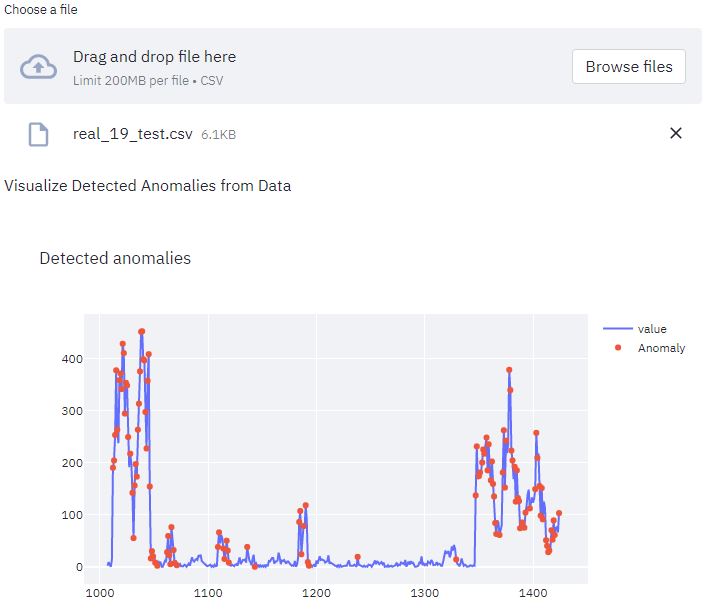 Choose a file
Drag and drop file here
Limit 200MB per file • CSV
Browse files
real_19_test.csv 6.1KB
Visualize Detected Anomalies from Data
Detected anomalies
value
Anomaly
400
300
200
100
0
1000 1100 1200 1300 1400